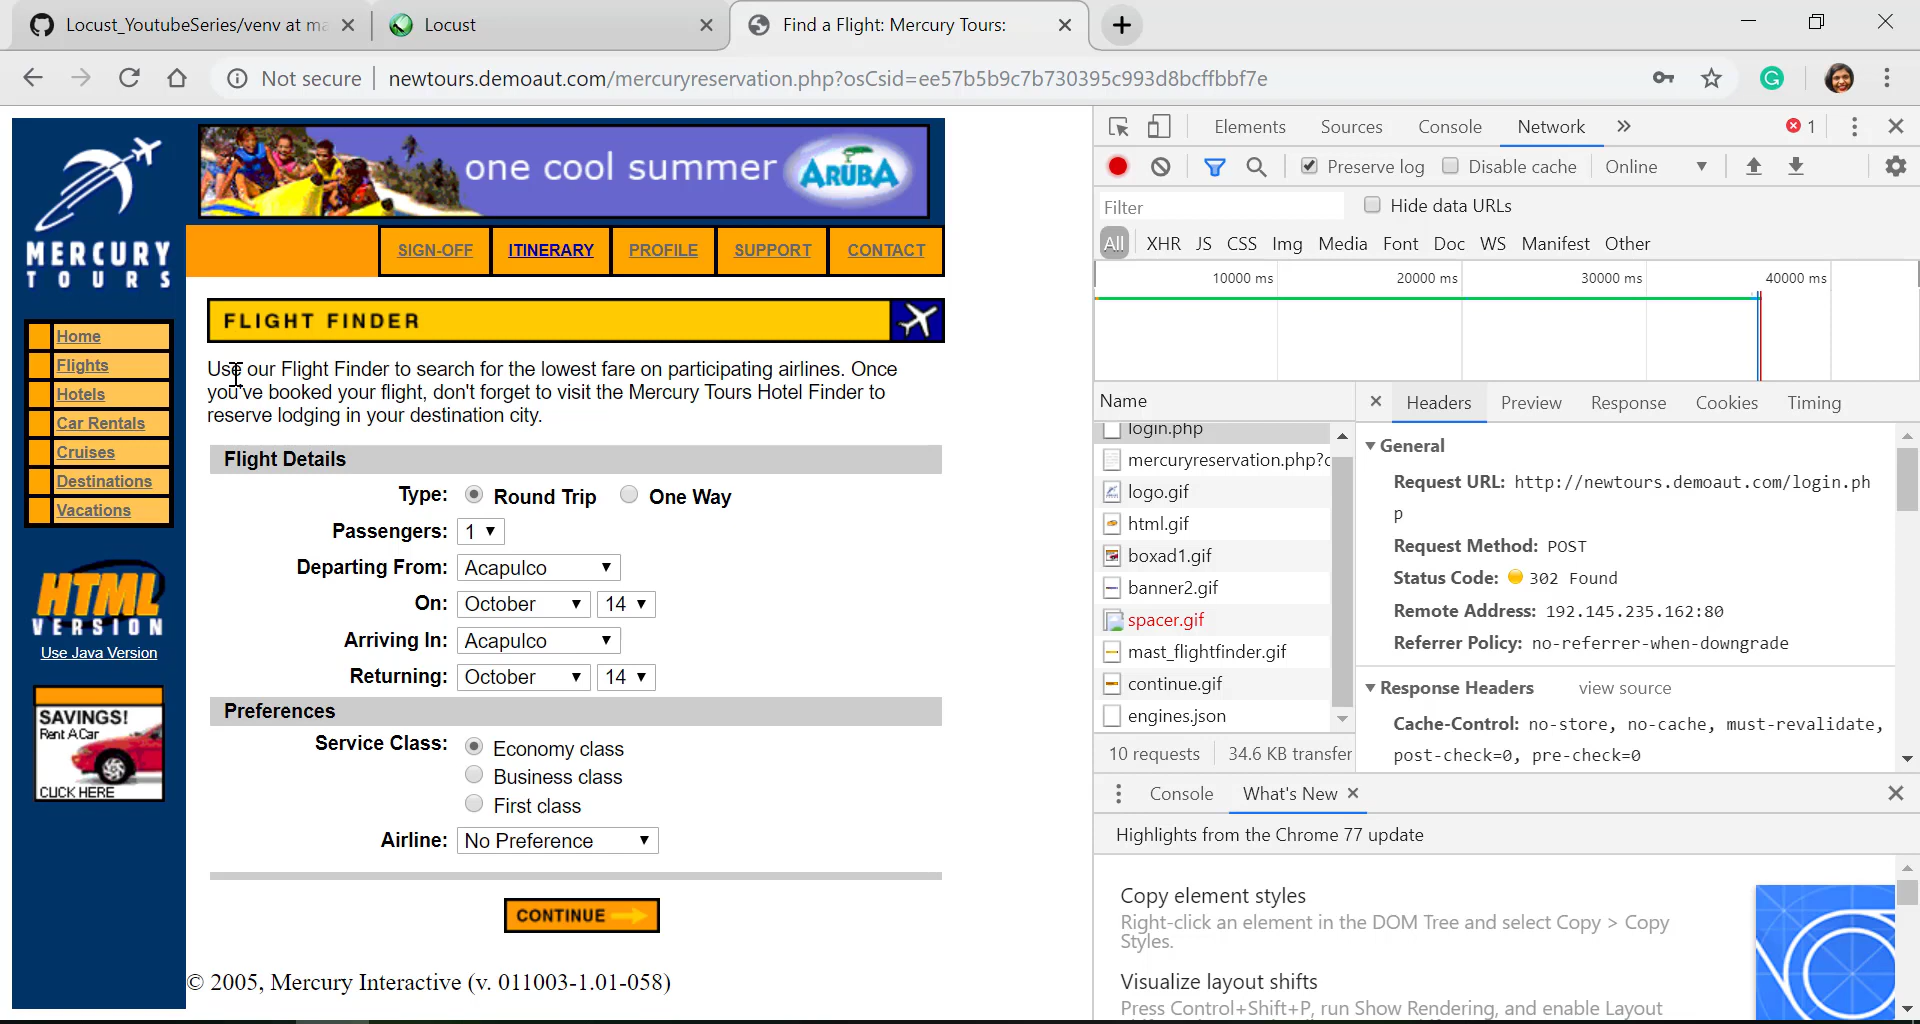 Locust_YoutubeSeries/venv at ma
Locust
Find a Flight: Mercury Tours:
Not secure
newtours.demoaut.com/mercuryreservation.php?osCsid=ee57b5b9c7b730395c993d8bcffbbf7e
one cool summer
ARUBA
MERCURY
TOURS
SIGN-OFF
ITINERARY
PROFILE
SUPPORT
CONTACT
Home
Flights
Hotels
Car Rentals
Cruises
Destinations
Vacations
HTML
VERSION
Use Java Version
SAVINGS!
Rent A Car
CLICK HERE
FLIGHT FINDER
Use our Flight Finder to search for the lowest fare on participating airlines. Once
you've booked your flight, don't forget to visit the Mercury Tours Hotel Finder to
reserve lodging in your destination city.
Flight Details
Type: Round Trip One Way
Passengers: 1
Departing From: Acapulco
On: October 14
Arriving In: Acapulco
Returning: October 14
Preferences
Service Class: Economy class
Business class
First class
Airline: No Preference
CONTINUE
© 2005, Mercury Interactive (v. 011003-1.01-058)
Elements
Sources
Console
Network
1
Preserve log
Disable cache
Online
Filter
Hide data URLs
All
XHR
JS
CSS
Img
Media
Font
Doc
WS
Manifest
Other
10000 ms
20000 ms
30000 ms
40000 ms
Name
login.php
mercuryreservation.php?o
logo.gif
html.gif
boxad1.gif
banner2.gif
spacer.gif
mast_flightfinder.gif
continue.gif
engines.json
10 requests
34.6 KB transfer
Headers
Preview
Response
Cookies
Timing
General
Request URL: http://newtours.demoaut.com/login.ph
p
Request Method: POST
Status Code: 302 Found
Remote Address: 192.145.235.162:80
Referrer Policy: no-referrer-when-downgrade
Response Headers
view source
Cache-Control: no-store, no-cache, must-revalidate,
post-check=0, pre-check=0
Console
What's New
Highlights from the Chrome 77 update
Copy element styles
Right-click an element in the DOM Tree and select Copy > Copy
Styles.
Visualize layout shifts
Press Control+Shift+P, run Show Rendering, and enable Layout